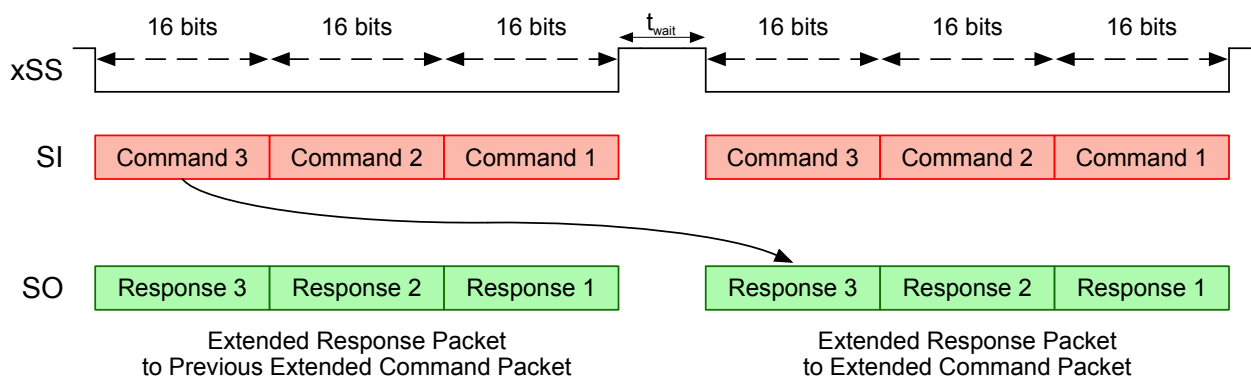 16 bits 16 bits 16 bits t_wait 16 bits 16 bits 16 bits
xSS
SI Command 3 Command 2 Command 1 Command 3 Command 2 Command 1
SO Response 3 Response 2 Response 1 Response 3 Response 2 Response 1
Extended Response Packet Extended Response Packet
to Previous Extended Command Packet to Extended Command Packet